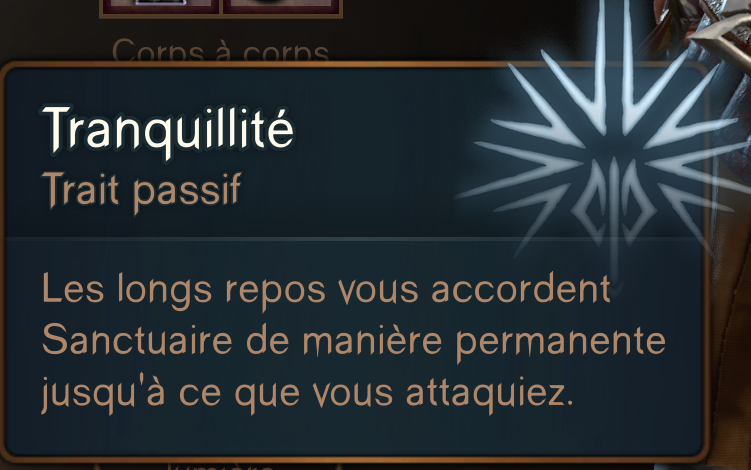 Corps à corps
Tranquillité
Trait passif
Les longs repos vous accordent
Sanctuaire de manière permanente
jusqu'à ce que vous attaquiez.